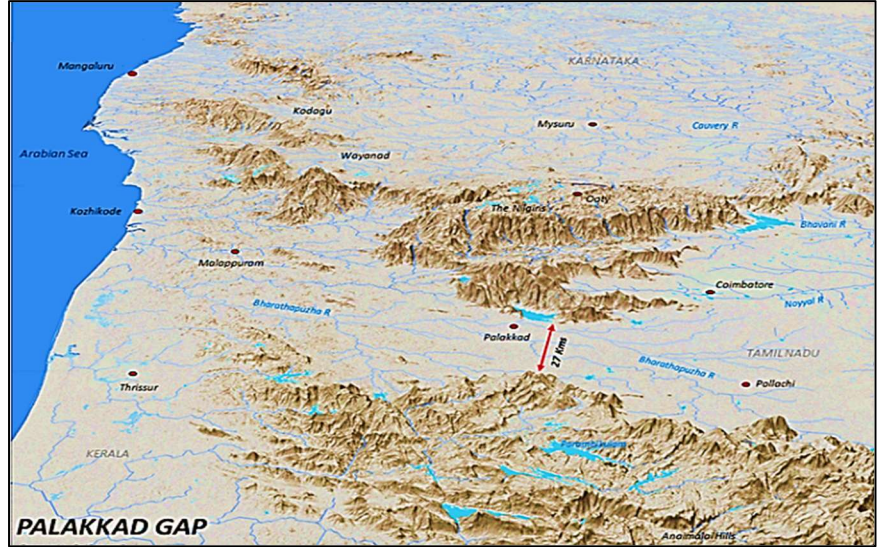 Mangaluru
KARNATAKA
Kodagu
Mysuru
Cauvery R
Arabian Sea
Wayanad
Ooty
Kozhikode
The Nilgiris
Bhavani R
Malappuram
Coimbatore
Bharathapuzha R
Noyyal R
Palakkad
27 Kms
TAMILNADU
Bharathapuzha R
Thrissur
Pollachi
Parambikulam
KERALA
PALAKKAD GAP
Anaimalai Hills